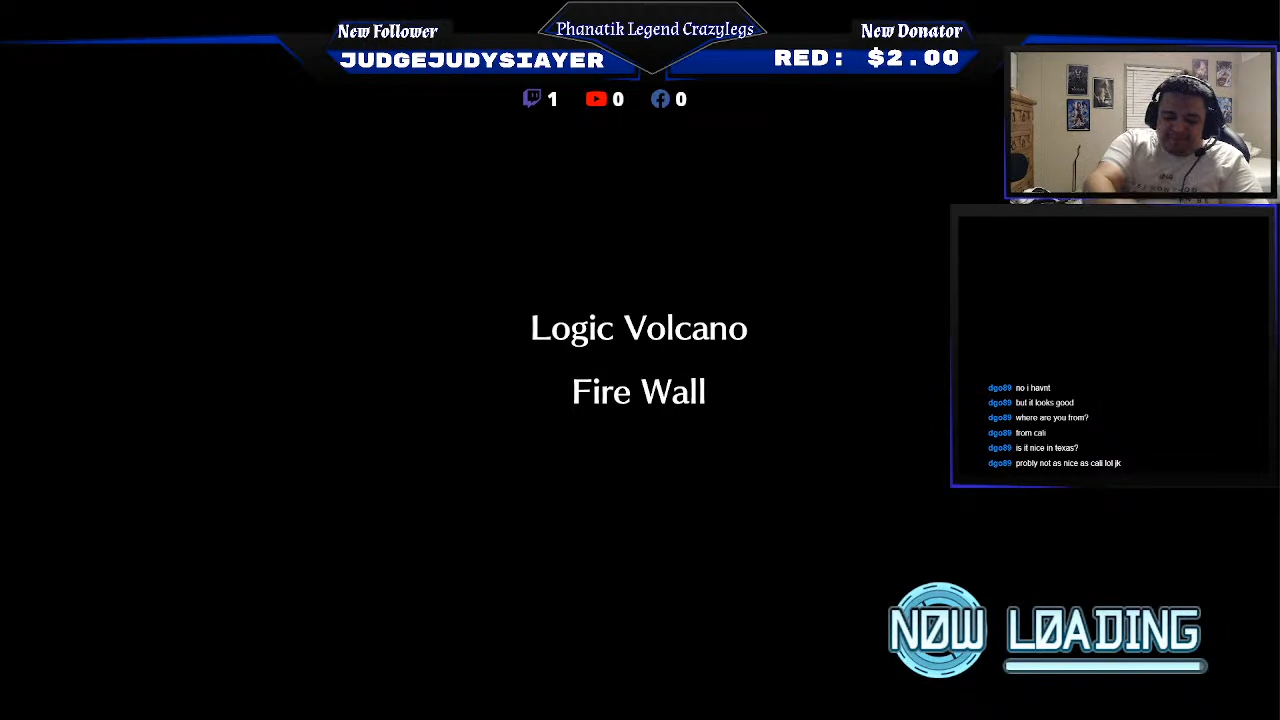 New Follower
Phanatik Legend Crazylegs
New Donator
JUDGEJUDYSIAYER
RED: $2.00
1
0
0
Logic Volcano
Fire Wall
dgo89 no i havnt
dgo89 but it looks good
dgo89 where are you from?
dgo89 from cali
dgo89 is it nice in texas?
dgo89 probly not as nice as cali lol jk
NOW LOADING